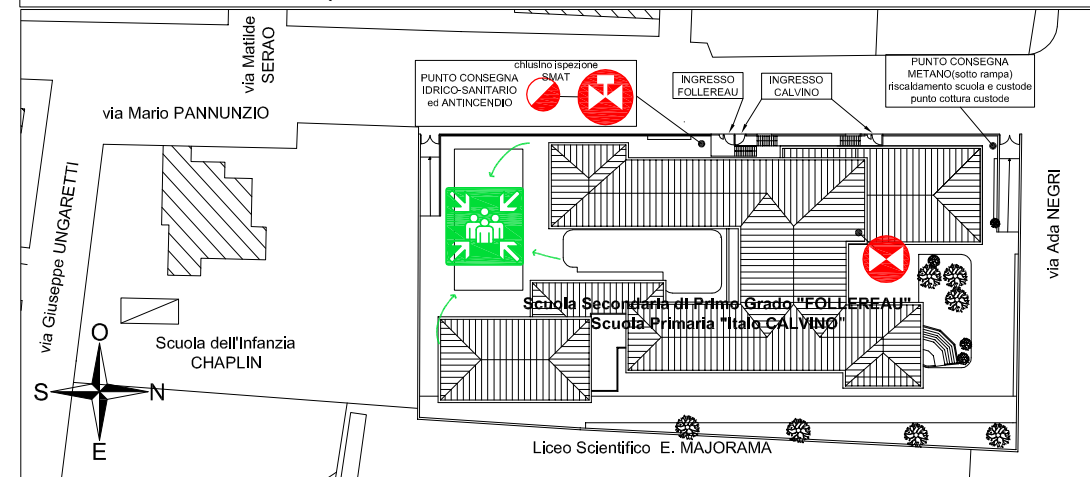 via Matilde
SERAO
via Mario PANNUNZIO
via Giuseppe UNGARETTI
chiusino ispezione
SMAT
PUNTO CONSEGNA
IDRICO-SANITARIO
ed ANTINCENDIO
INGRESSO
FOLLEREAU
INGRESSO
CALVINO
PUNTO CONSEGNA
METANO(sotto rampa)
riscaldamento scuola e custode
punto cottura custode
via Ada NEGRI
Scuola Secondaria di Primo Grado "FOLLEREAU"
Scuola Primaria "Italo CALVINO"
Scuola dell'Infanzia
CHAPLIN
O
S
N
E
Liceo Scientifico E. MAJORAMA